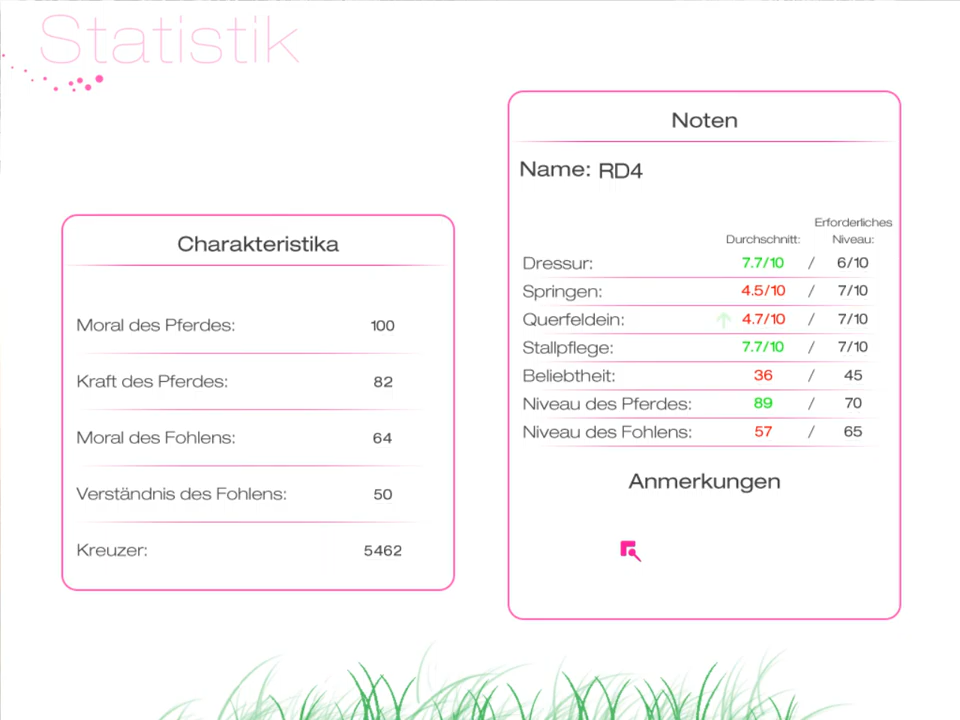 Statistik
Charakteristika
Moral des Pferdes: 100
Kraft des Pferdes: 82
Moral des Fohlens: 64
Verständnis des Fohlens: 50
Kreuzer: 5462
Noten
Name: RD4
Durchschnitt: Erforderliches Niveau:
Dressur: 7.7/10 / 6/10
Springen: 4.5/10 / 7/10
Querfeldein: 4.7/10 / 7/10
Stallpflege: 7.7/10 / 7/10
Beliebtheit: 36 / 45
Niveau des Pferdes: 89 / 70
Niveau des Fohlens: 57 / 65
Anmerkungen